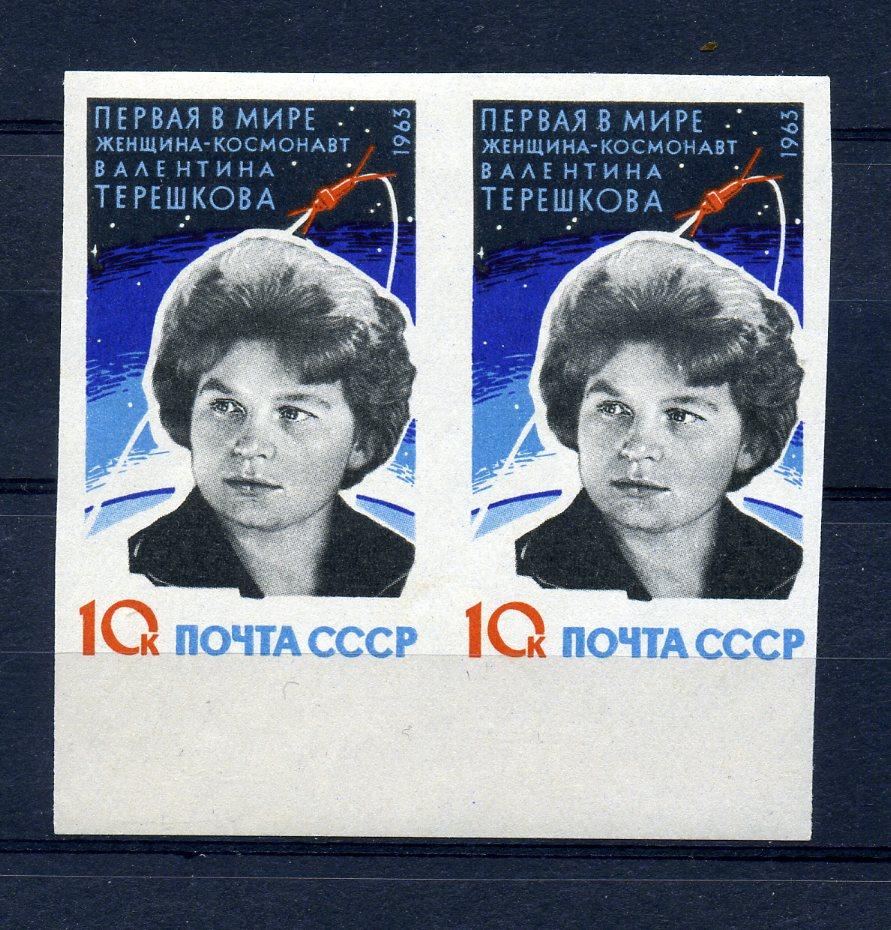 ПЕРВАЯ В МИРЕ
ЖЕНЩИНА-КОСМОНАВТ
ВАЛЕНТИНА
ТЕРЕШКОВА
1963
10к ПОЧТА СССР
ПЕРВАЯ В МИРЕ
ЖЕНЩИНА-КОСМОНАВТ
ВАЛЕНТИНА
ТЕРЕШКОВА
1963
10к ПОЧТА СССР